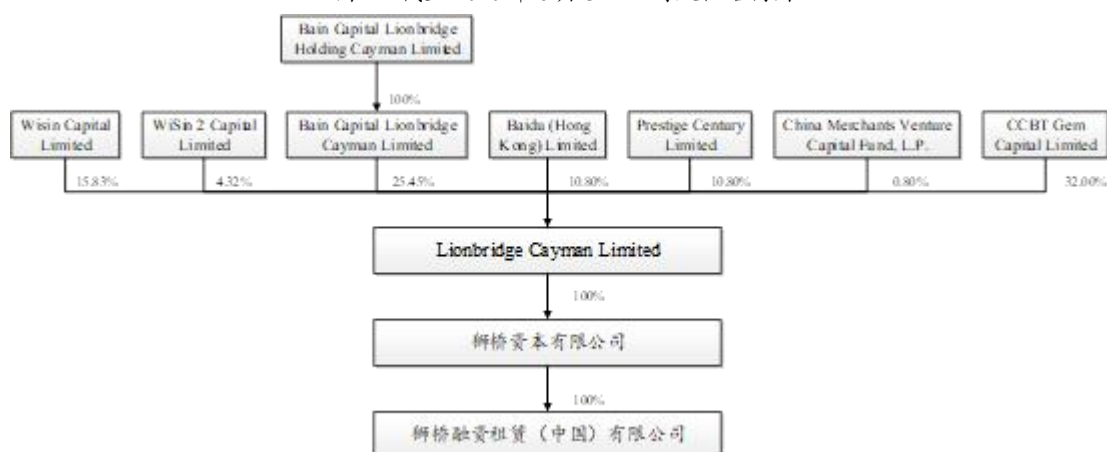 Bain Capital Lionbridge
Holding Cayman Limited
100%
Wisin Capital
Limited
WiSin 2 Capital
Limited
Bain Capital Lionbridge
Cayman Limited
Baidu (Hong
Kong) Limited
Prestige Century
Limited
China Merchants Venture
Capital Fund, L.P.
CCBT Gem
Capital Limited
15.83%
4.32%
25.45%
10.80%
10.80%
0.80%
32.00%
Lionbridge Cayman Limited
100%
狮桥资本有限公司
100%
狮桥融资租赁（中国）有限公司